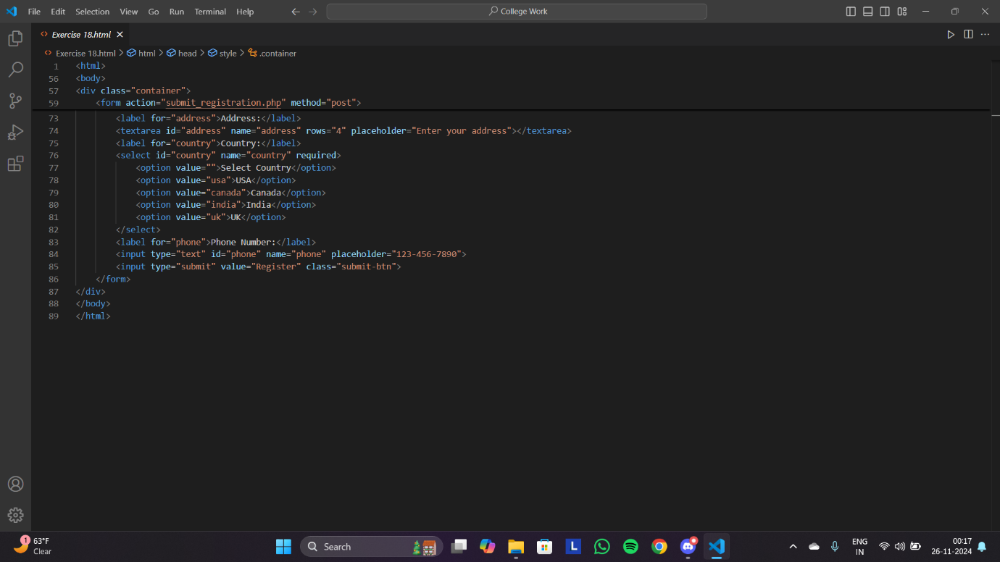 File Edit Selection View Go Run Terminal Help College Work
Exercise 18.html
Exercise 18.html > html > head > style > .container
1 <html>
56 <body>
57 <div class="container">
59 <form action="submit_registration.php" method="post">
73 <label for="address">Address:</label>
74 <textarea id="address" name="address" rows="4" placeholder="Enter your address"></textarea>
75 <label for="country">Country:</label>
76 <select id="country" name="country" required>
77 <option value="">Select Country</option>
78 <option value="usa">USA</option>
79 <option value="canada">Canada</option>
80 <option value="india">India</option>
81 <option value="uk">UK</option>
82 </select>
83 <label for="phone">Phone Number:</label>
84 <input type="text" id="phone" name="phone" placeholder="123-456-7890">
85 <input type="submit" value="Register" class="submit-btn">
86 </form>
87 </div>
88 </body>
89 </html>
1 63°F Search L ENG 00:17
Clear IN 26-11-2024